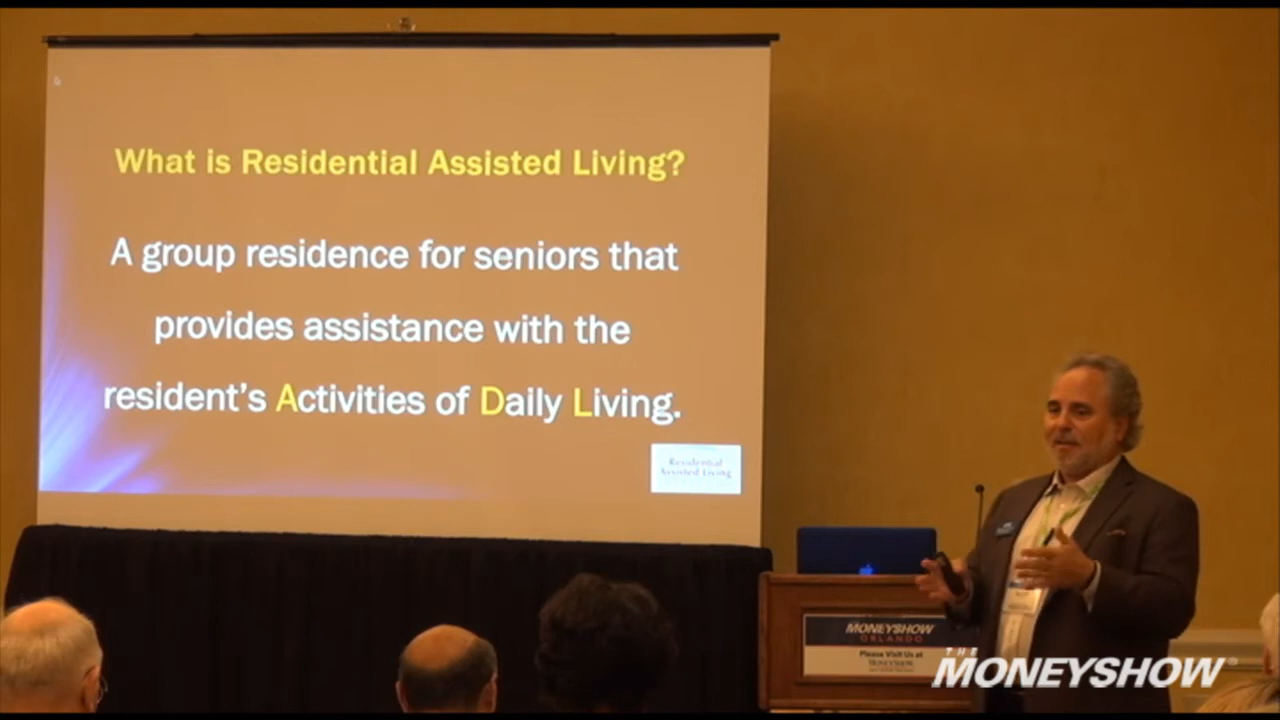 What is Residential Assisted Living?
A group residence for seniors that
provides assistance with the
resident's Activities of Daily Living.
Residential
Assisted Living
MONEYSHOW
ORLANDO
Please Visit Us at
MONEYSHOW
THE
MONEYSHOW®